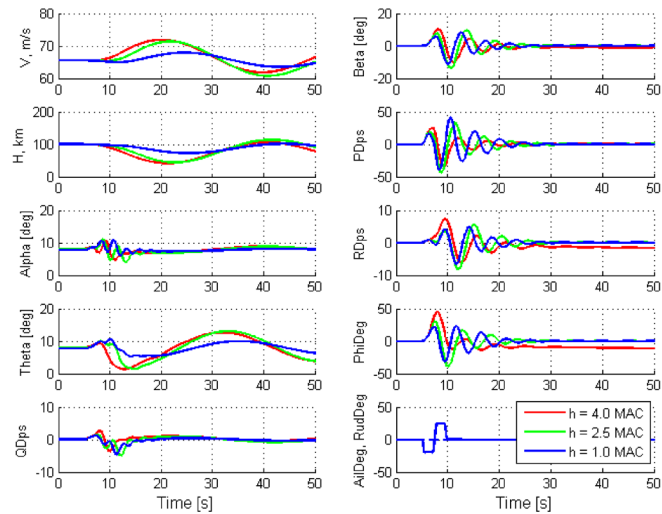 V, m/s
80
70
60
0 10 20 30 40 50
Beta [deg]
20
0
-20
0 10 20 30 40 50
H, km
200
100
0
0 10 20 30 40 50
PDps
50
0
-50
0 10 20 30 40 50
Alpha [deg]
20
10
0
0 10 20 30 40 50
RDps
10
0
-10
0 10 20 30 40 50
Theta [deg]
20
10
0
0 10 20 30 40 50
PhiDeg
50
0
-50
0 10 20 30 40 50
QDps
10
0
-10
0 10 20 30 40 50
Time [s]
AilDeg, RudDeg
50
0
-50
0 10 20 30 40 50
Time [s]
h = 4.0 MAC
h = 2.5 MAC
h = 1.0 MAC